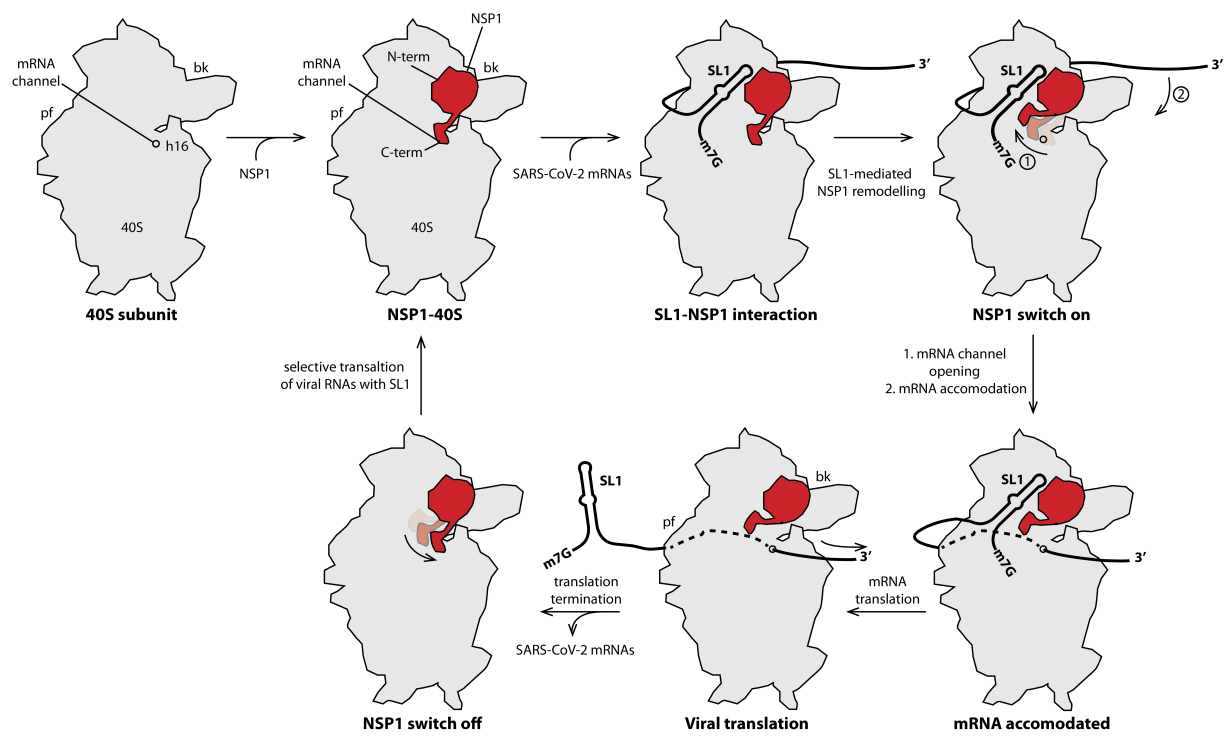 mRNA
channel
bk
pf
h16
40S
40S subunit
NSP1
NSP1
N-term
mRNA
channel
bk
pf
C-term
40S
NSP1-40S
SARS-CoV-2 mRNAs
SL1
3′
m7G
SL1-NSP1 interaction
SL1-mediated
NSP1 remodelling
SL1
3′
②
m7G
①
NSP1 switch on
1. mRNA channel
opening
2. mRNA accomodation
SL1
m7G
3′
mRNA accomodated
mRNA
translation
bk
pf
SL1
m7G
3′
Viral translation
translation
termination
SARS-CoV-2 mRNAs
NSP1 switch off
selective transaltion
of viral RNAs with SL1